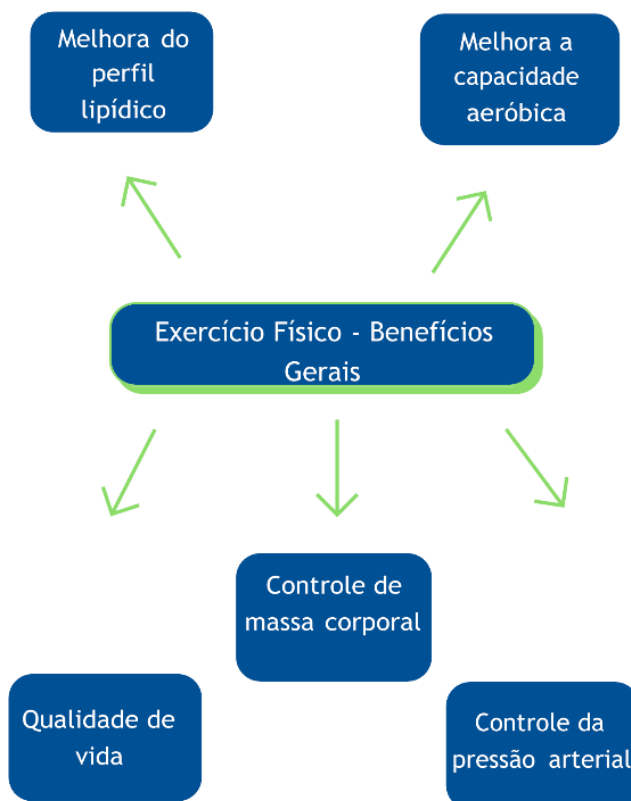 Melhora do
perfil
lipídico
Melhora a
capacidade
aeróbica
Exercício Físico - Benefícios
Gerais
Controle de
massa corporal
Qualidade de
vida
Controle da
pressão arterial